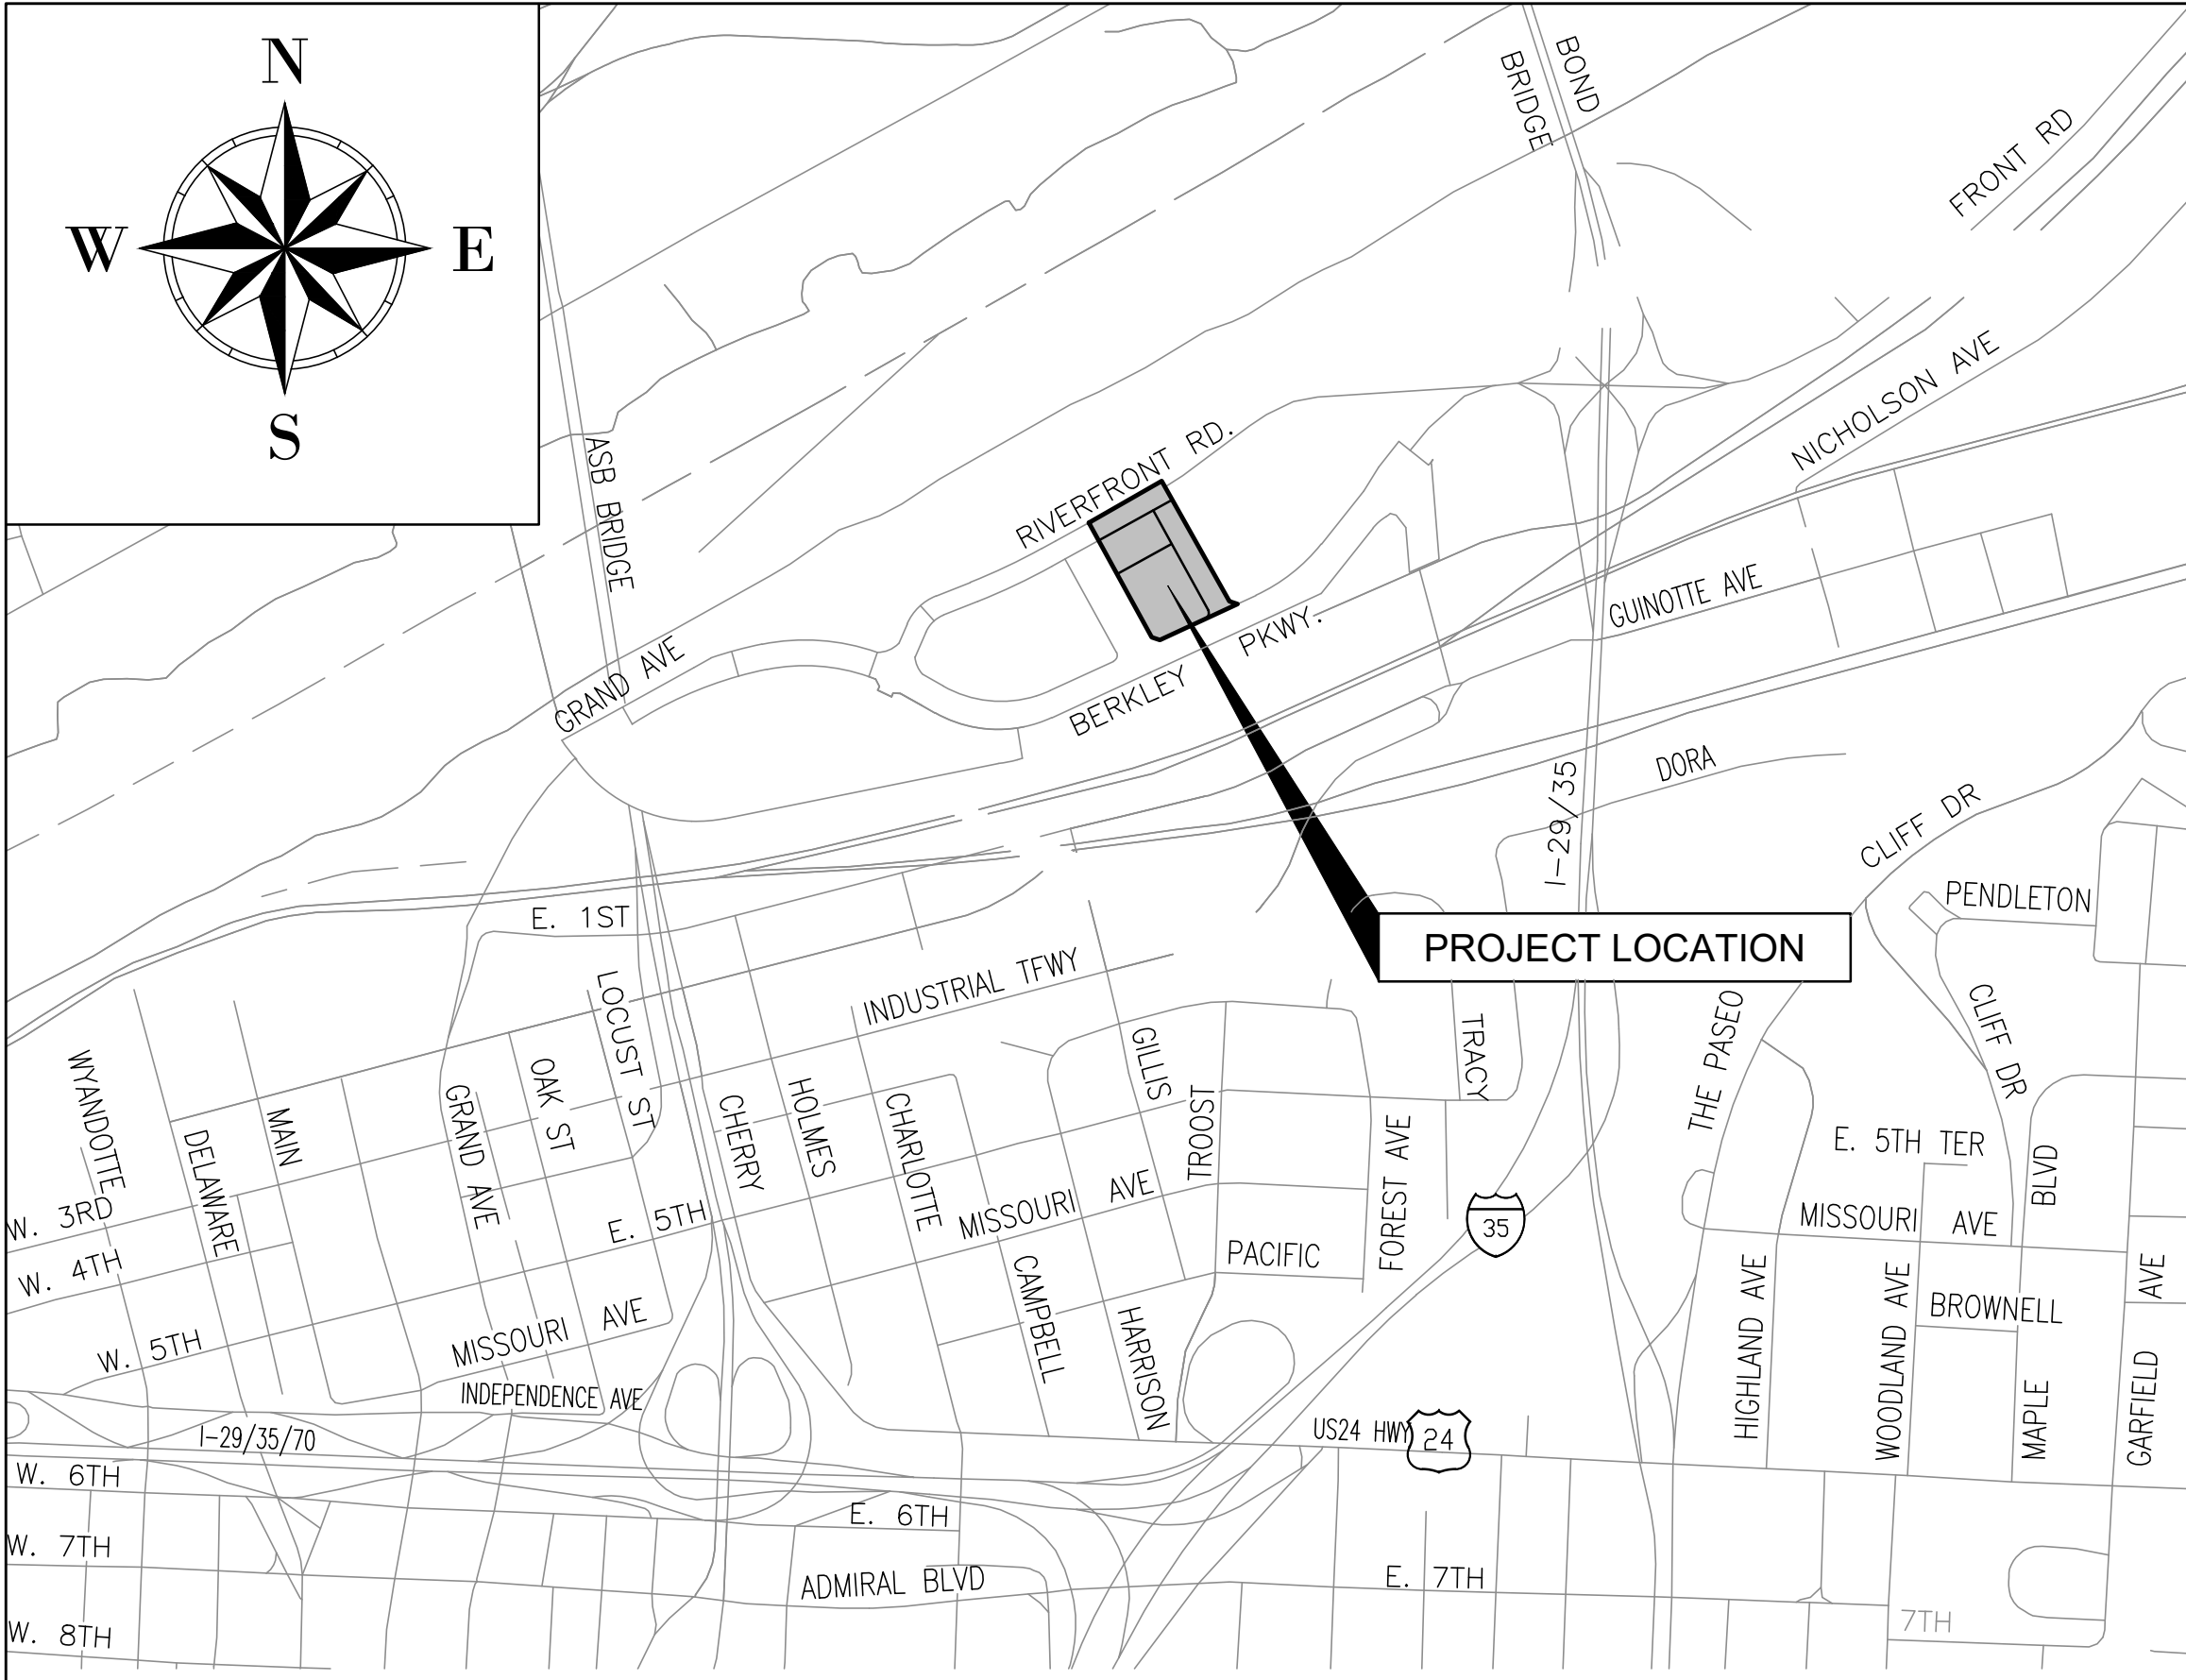 N
W
E
S
BOND
BRIDGE
FRONT RD
ASB BRIDGE
RIVERFRONT RD.
NICHOLSON AVE
GUINOTTE AVE
GRAND AVE
BERKLEY PKWY.
DORA
I-29/35
CLIFF DR
PENDLETON
E. 1ST
PROJECT LOCATION
INDUSTRIAL TFWY
LOCUST ST
CLIFF DR
THE PASEO
TRACY
GILLIS
WYANDOTTE
OAK ST
GRAND AVE
MAIN
DELAWARE
CHERRY
HOLMES
CHARLOTTE
TROOST
FOREST AVE
E. 5TH TER
BLVD
W. 3RD
E. 5TH
MISSOURI AVE
35
MISSOURI AVE
W. 4TH
PACIFIC
CAMPBELL
HARRISON
HIGHLAND AVE
WOODLAND AVE
BROWNELL
AVE
W. 5TH
MISSOURI AVE
INDEPENDENCE AVE
MAPLE
GARFIELD
I-29/35/70
US24 HWY
24
W. 6TH
E. 6TH
W. 7TH
ADMIRAL BLVD
E. 7TH
7TH
W. 8TH